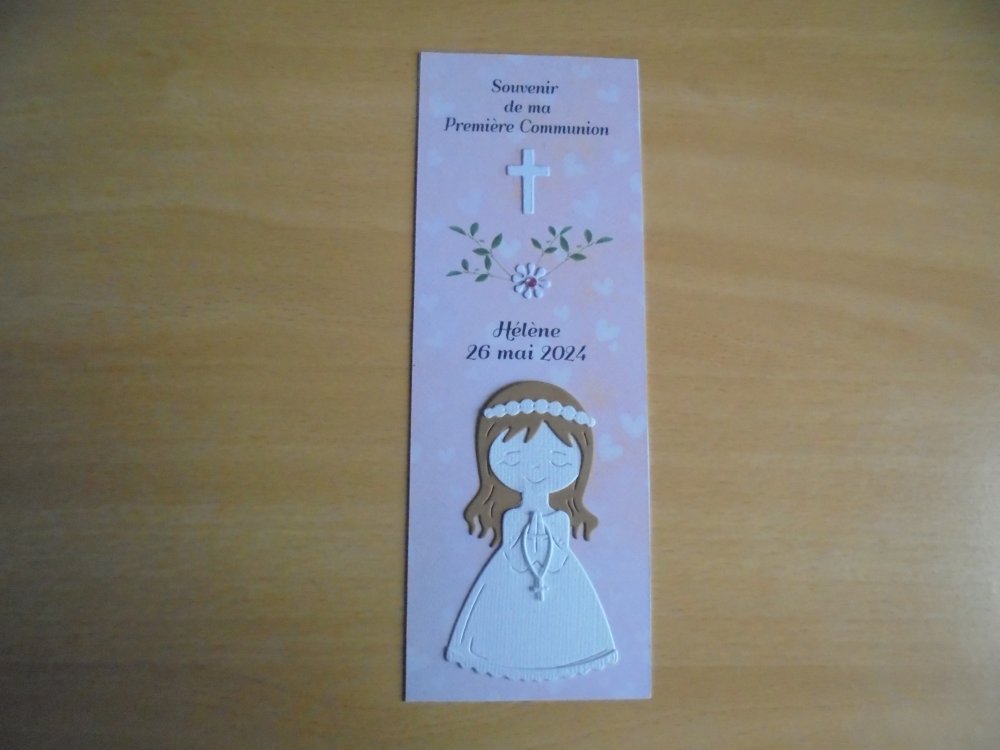 Souvenir
de ma
Première Communion
Hélène
26 mai 2024